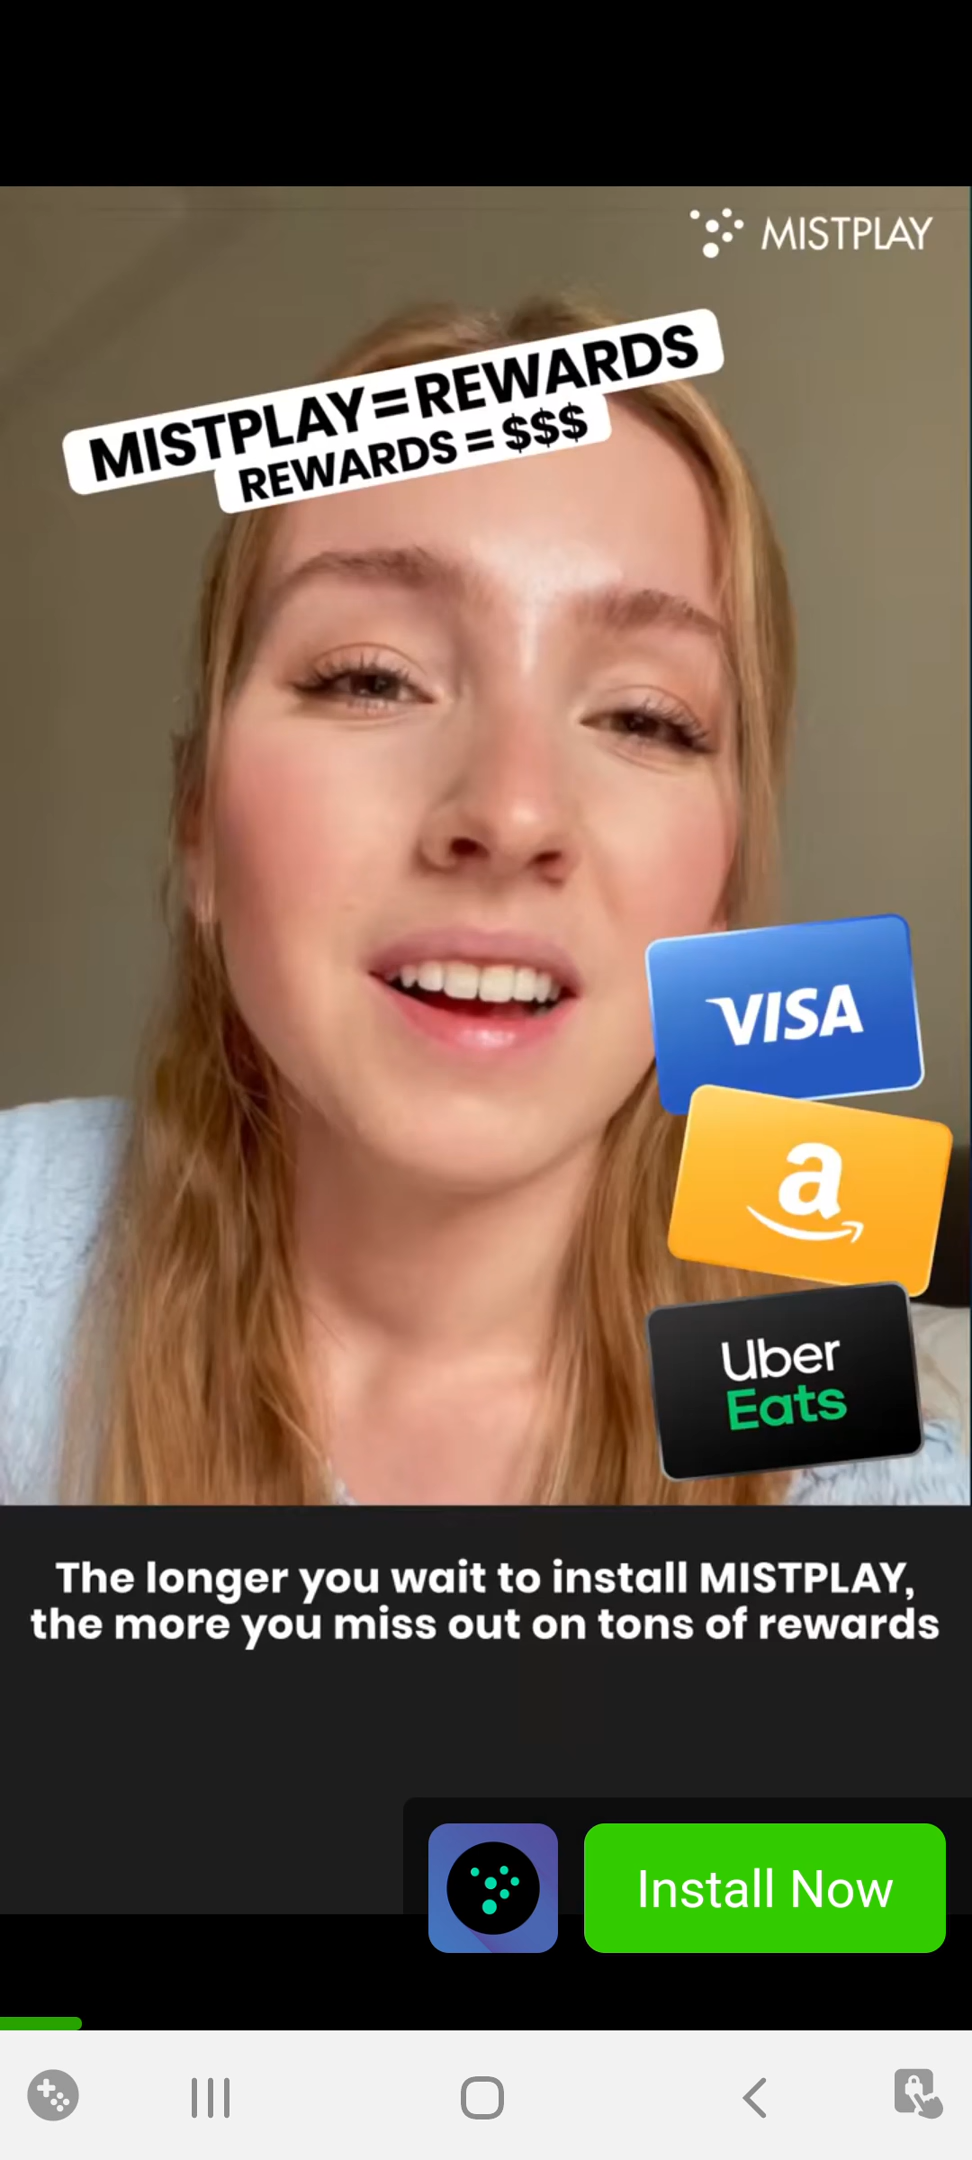 MISTPLAY
MISTPLAY=REWARDS
REWARDS = $$$
VISA
a
Uber
Eats
The longer you wait to install MISTPLAY,
the more you miss out on tons of rewards
Install Now